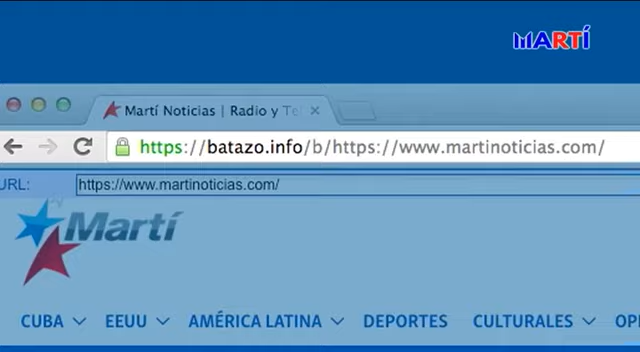 MARTÍ
Martí Noticias | Radio y Te
https://batazo.info/b/https://www.martinoticias.com/
URL: https://www.martinoticias.com/
Martí
CUBA EEUU AMÉRICA LATINA DEPORTES CULTURALES OP